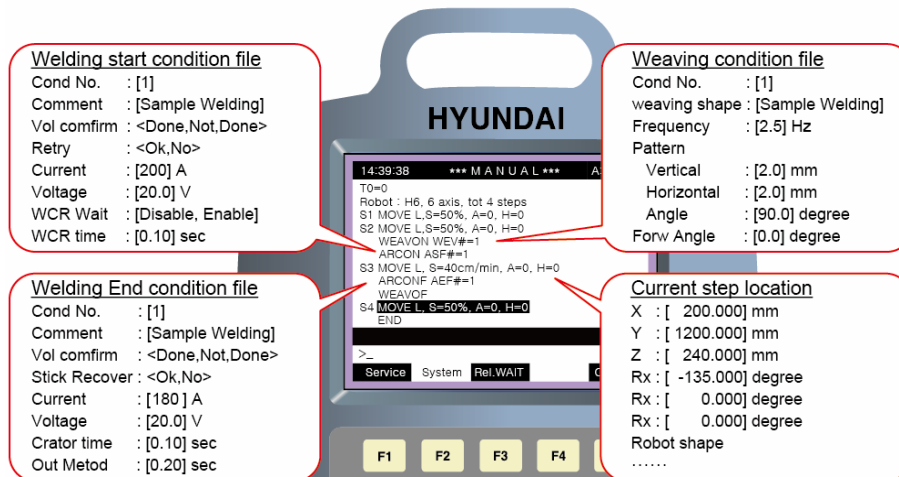 Welding start condition file
Cond No. : [1]
Comment : [Sample Welding]
Vol comfirm : <Done,Not,Done>
Retry : <Ok,No>
Current : [200] A
Voltage : [20.0] V
WCR Wait : [Disable, Enable]
WCR time : [0.10] sec
Weaving condition file
Cond No. : [1]
weaving shape : [Sample Welding]
Frequency : [2.5] Hz
Pattern
Vertical : [2.0] mm
Horizontal : [2.0] mm
Angle : [90.0] degree
Forw Angle : [0.0] degree
HYUNDAI
14:39:38 *** M A N U A L *** A
T0=0
Robot : H6, 6 axis, tot 4 steps
S1 MOVE L,S=50%, A=0, H=0
S2 MOVE L,S=50%, A=0, H=0
WEAVON WEV#=1
ARCON ASF#=1
S3 MOVE L, S=40cm/min, A=0, H=0
ARCONF AEF#=1
WEAVOF
S4 MOVE L, S=50%, A=0, H=0
END
>_
Service System Rel.WAIT
F1 F2 F3 F4
Welding End condition file
Cond No. : [1]
Comment : [Sample Welding]
Vol comfirm : <Done,Not,Done>
Stick Recover : <Ok,No>
Current : [180 ] A
Voltage : [20.0] V
Crator time : [0.10] sec
Out Metod : [0.20] sec
Current step location
X : [ 200.000] mm
Y : [ 1200.000] mm
Z : [ 240.000] mm
Rx : [ -135.000] degree
Rx : [ 0.000] degree
Rx : [ 0.000] degree
Robot shape
......